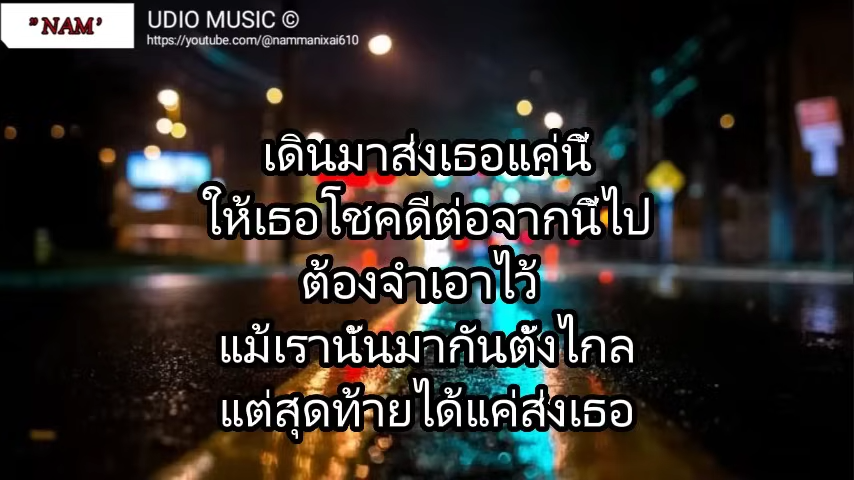 "NAM'
UDIO MUSIC ©
https://youtube.com/@nammanixai610
เดินมาส่งเธอแค่นี้
ให้เธอโชคดีต่อจากนี้ไป
ต้องจำเอาไว้
แม้เรานั้นมากันตั้งไกล
แต่สุดท้ายได้แค่ส่งเธอ